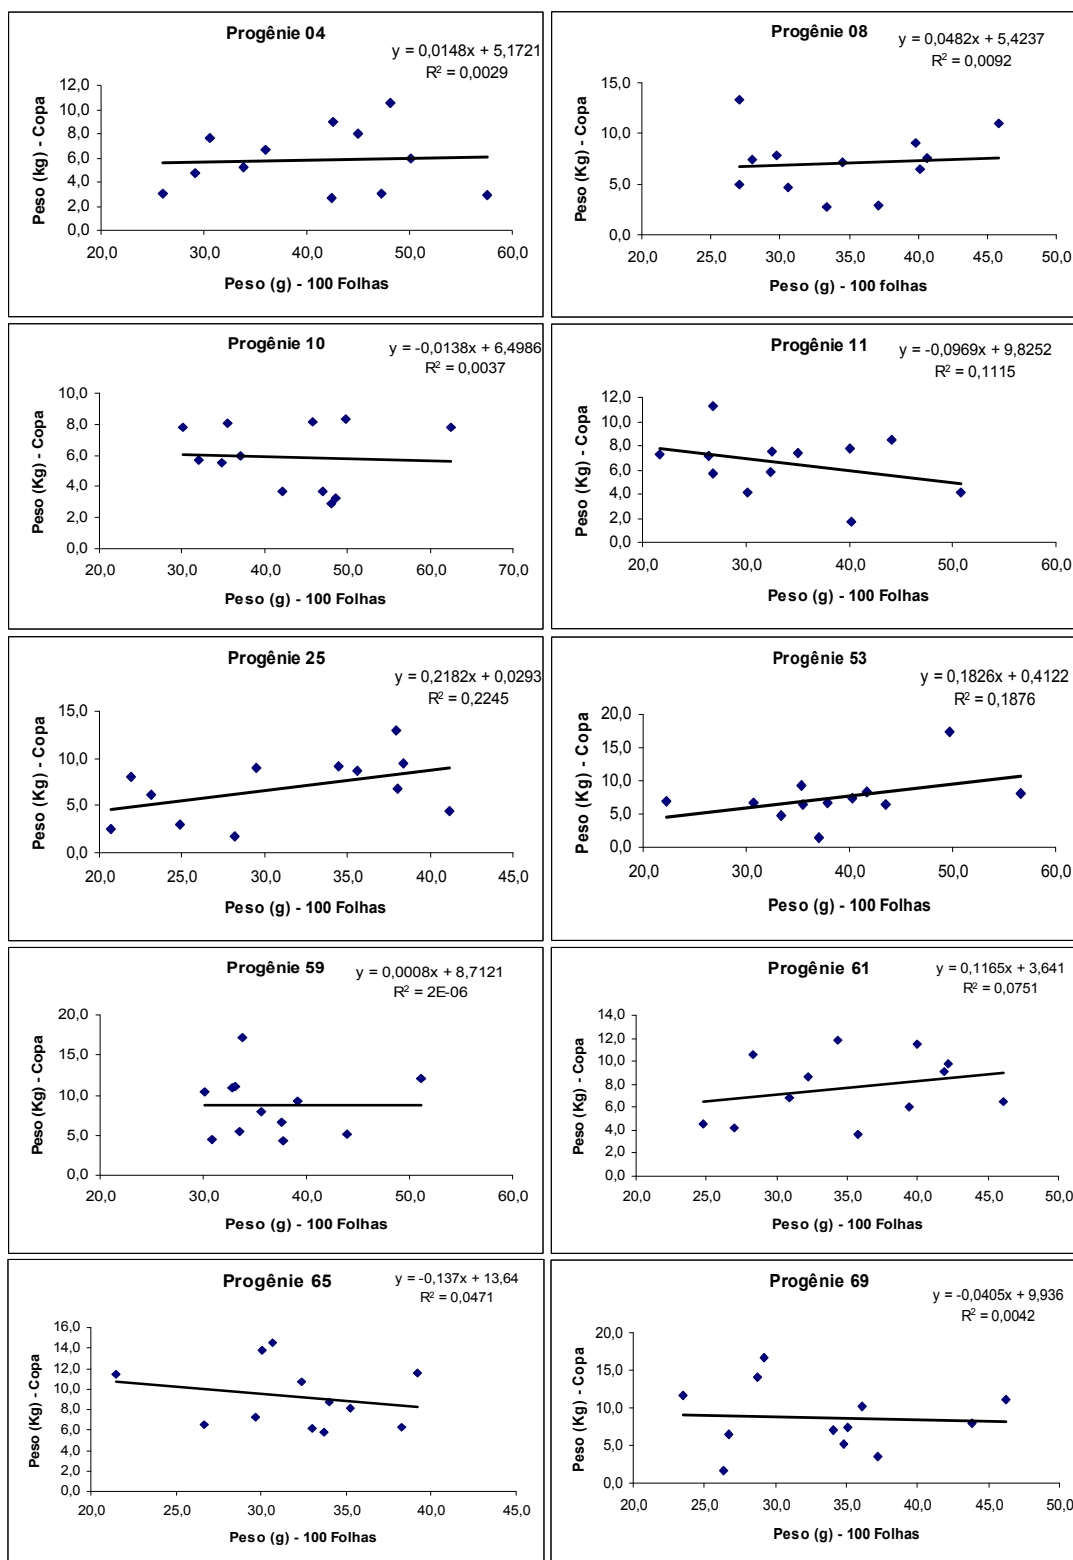 Progênie 04
y = 0,0148x + 5,1721
R² = 0,0029
12,0
10,0
8,0
6,0
4,0
2,0
0,0
20,0 30,0 40,0 50,0 60,0
Peso (kg) - Copa
Peso (g) - 100 Folhas
Progênie 08
y = 0,0482x + 5,4237
R² = 0,0092
15,0
10,0
5,0
0,0
20,0 25,0 30,0 35,0 40,0 45,0 50,0
Peso (Kg) - Copa
Peso (g) - 100 folhas
Progênie 10
y = -0,0138x + 6,4986
R² = 0,0037
10,0
8,0
6,0
4,0
2,0
0,0
20,0 30,0 40,0 50,0 60,0 70,0
Peso (Kg) - Copa
Peso (g) - 100 Folhas
Progênie 11
y = -0,0969x + 9,8252
R² = 0,1115
12,0
10,0
8,0
6,0
4,0
2,0
0,0
20,0 30,0 40,0 50,0 60,0
Peso (Kg) - Copa
Peso (g) - 100 Folhas
Progênie 25
y = 0,2182x + 0,0293
R² = 0,2245
15,0
10,0
5,0
0,0
20,0 25,0 30,0 35,0 40,0 45,0
Peso (Kg) - Copa
Peso (g) - 100 Folhas
Progênie 53
y = 0,1826x + 0,4122
R² = 0,1876
20,0
15,0
10,0
5,0
0,0
20,0 30,0 40,0 50,0 60,0
Peso (Kg) - Copa
Peso (g) - 100 Folhas
Progênie 59
y = 0,0008x + 8,7121
R² = 2E-06
20,0
15,0
10,0
5,0
0,0
20,0 30,0 40,0 50,0 60,0
Peso (Kg) - Copa
Peso (g) - 100 Folhas
Progênie 61
y = 0,1165x + 3,641
R² = 0,0751
14,0
12,0
10,0
8,0
6,0
4,0
2,0
0,0
20,0 25,0 30,0 35,0 40,0 45,0 50,0
Peso (Kg) - Copa
Peso (g) - 100 Folhas
Progênie 65
y = -0,137x + 13,64
R² = 0,0471
16,0
14,0
12,0
10,0
8,0
6,0
4,0
2,0
0,0
20,0 25,0 30,0 35,0 40,0 45,0
Peso (Kg) - Copa
Peso (g) - 100 Folhas
Progênie 69
y = -0,0405x + 9,936
R² = 0,0042
20,0
15,0
10,0
5,0
0,0
20,0 25,0 30,0 35,0 40,0 45,0 50,0
Peso (Kg) - Copa
Peso (g) - 100 Folhas